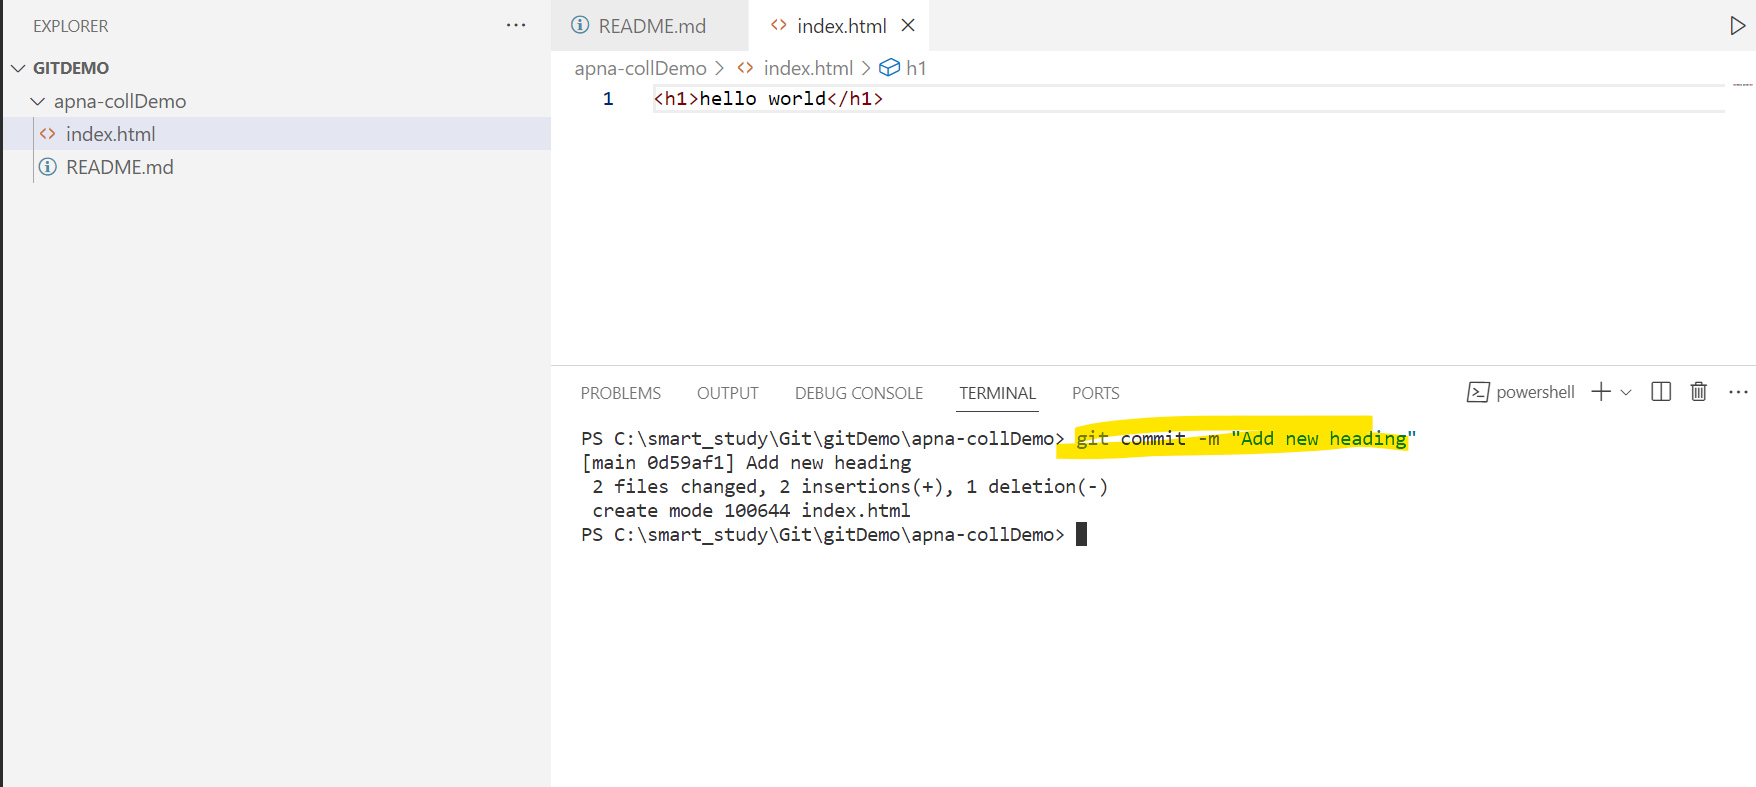 EXPLORER
GITDEMO
apna-collDemo
index.html
README.md
README.md
index.html
apna-collDemo > index.html > h1
1 <h1>hello world</h1>
PROBLEMS OUTPUT DEBUG CONSOLE TERMINAL PORTS
powershell
PS C:\smart_study\Git\gitDemo\apna-collDemo> git commit -m "Add new heading"
[main 0d59af1] Add new heading
2 files changed, 2 insertions(+), 1 deletion(-)
create mode 100644 index.html
PS C:\smart_study\Git\gitDemo\apna-collDemo>